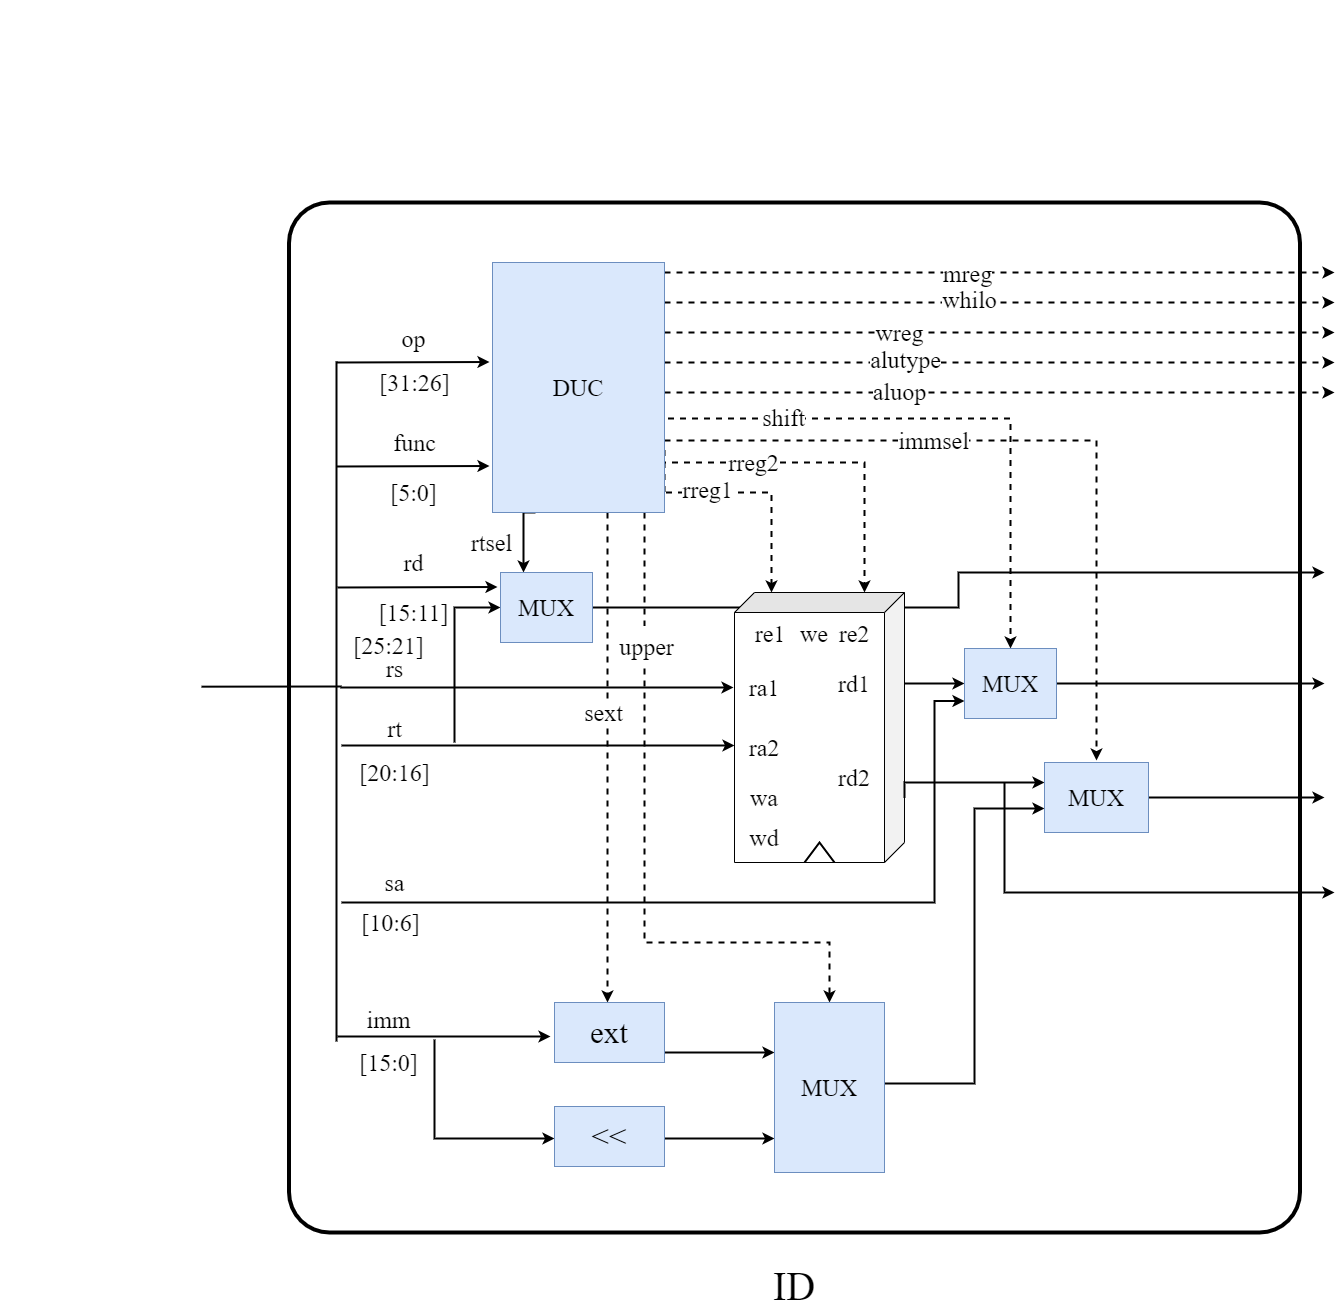 mreg
whilo
wreg
op
alutype
[31:26]
DUC
aluop
shift
func
immsel
rreg2
[5:0]
rreg1
rtsel
rd
MUX
[15:11]
re1 we re2
[25:21]
upper
rs
ra1
rd1
MUX
sext
rt
ra2
[20:16]
rd2
wa
MUX
wd
sa
[10:6]
imm
ext
[15:0]
MUX
<<
ID